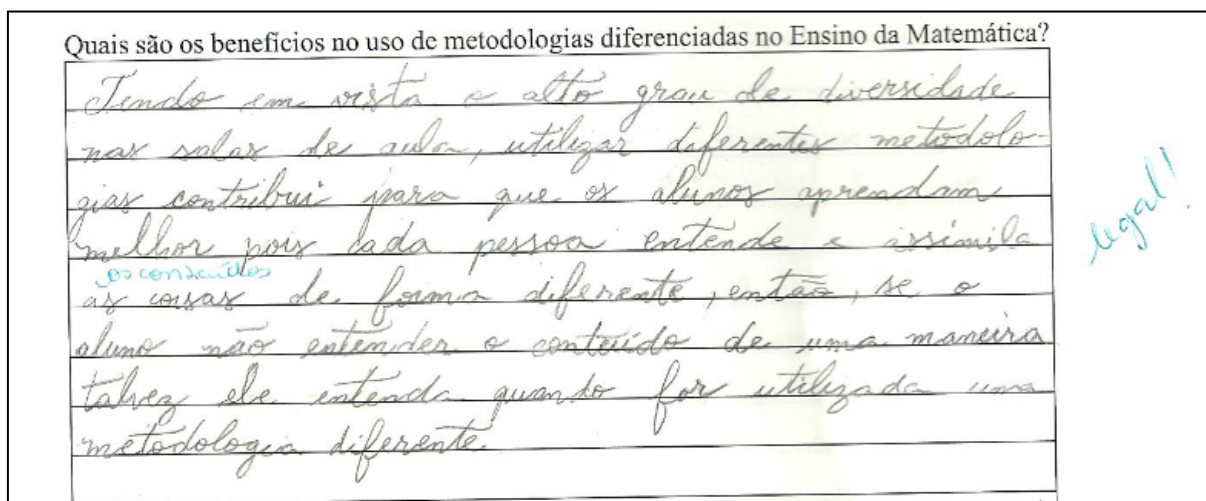 Quais são os benefícios no uso de metodologias diferenciadas no Ensino da Matemática?
Tendo em vista o alto grau de diversidade
nas salas de aula, utilizar diferentes metodolo-
gias contribui para que os alunos aprendam
melhor pois cada pessoa entende e assimila
legal!
os conteúdos
as coisas de forma diferente, então, se o
aluno não entender o conteúdo de uma maneira
talvez ele entenda quando for utilizada uma
metodologia diferente.